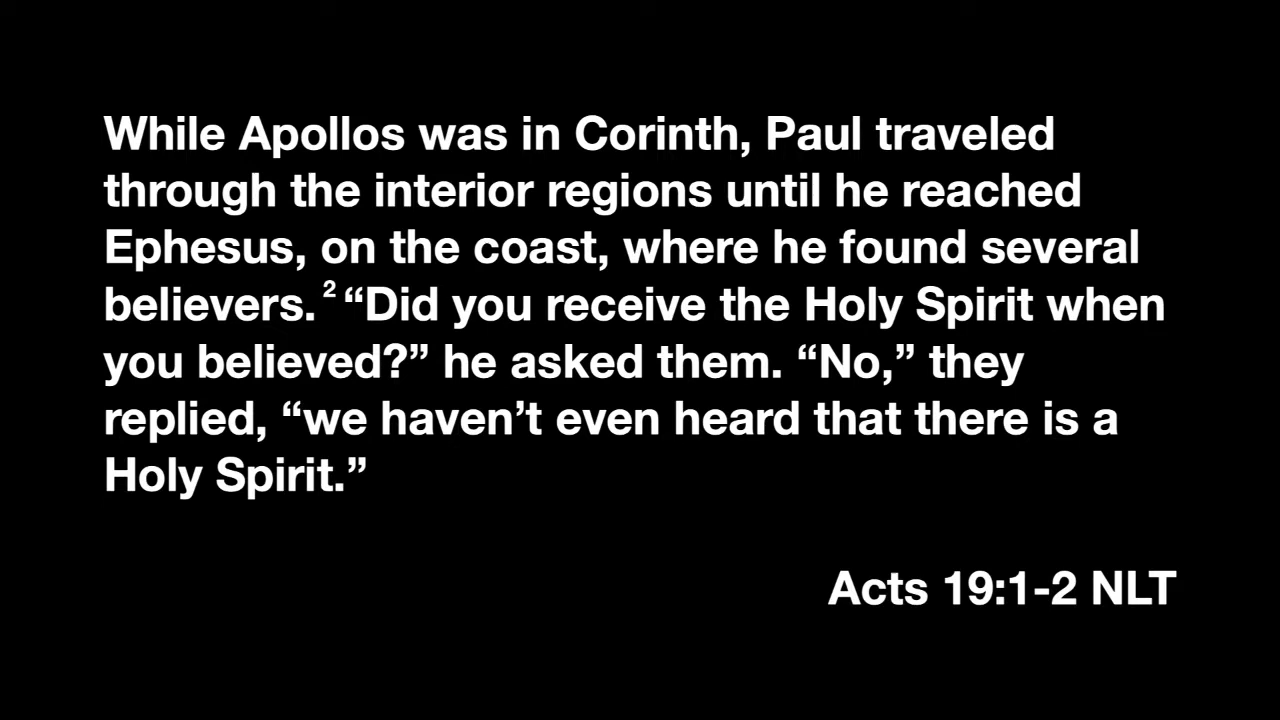 While Apollos was in Corinth, Paul traveled
through the interior regions until he reached
Ephesus, on the coast, where he found several
believers. ² “Did you receive the Holy Spirit when
you believed?” he asked them. “No,” they
replied, “we haven’t even heard that there is a
Holy Spirit.”
Acts 19:1-2 NLT